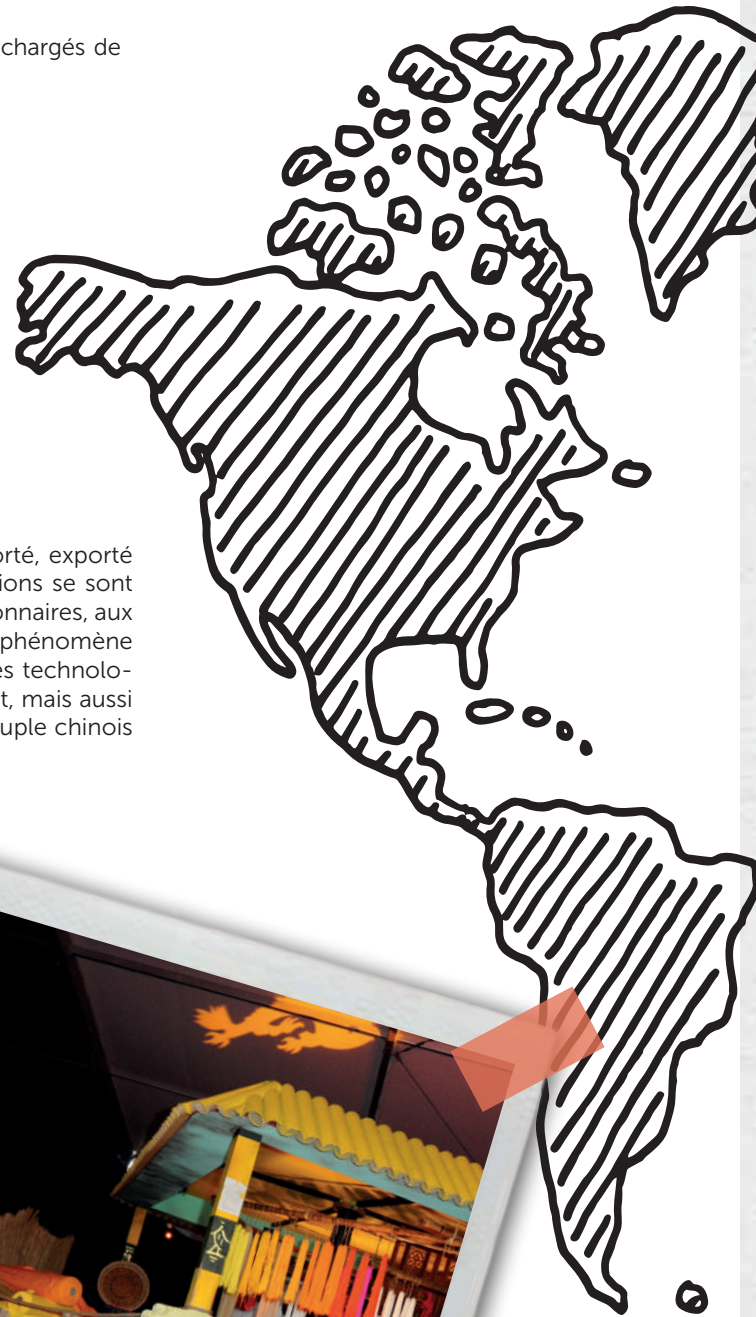 chargés de
orté, exporté
ions se sont
onnaires, aux
phénomène
es technolo-
t, mais aussi
uple chinois